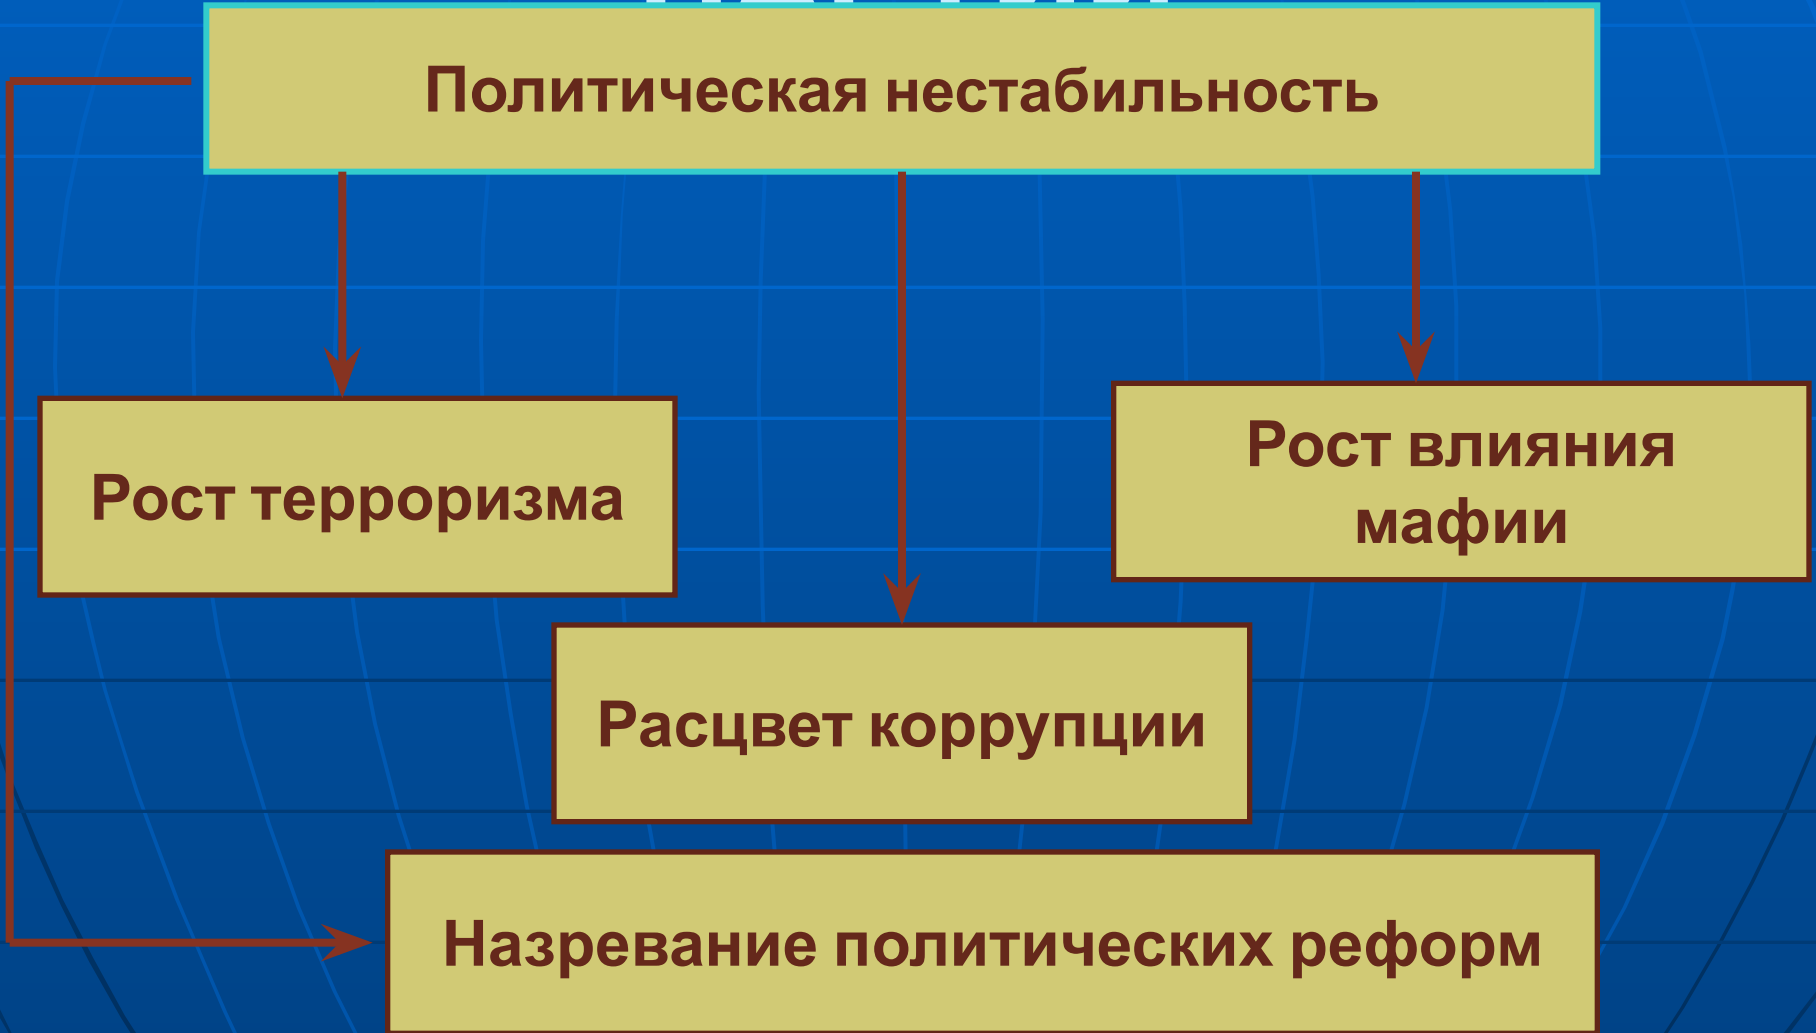 Политическая нестабильность
Рост терроризма
Рост влияния
мафии
Расцвет коррупции
Назревание политических реформ